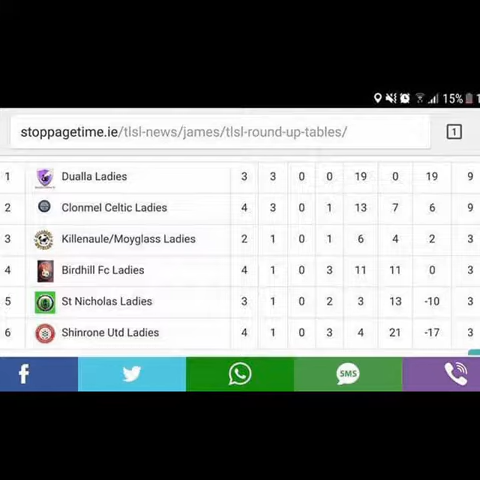 15%
stoppagetime.ie/tlsl-news/james/tlsl-round-up-tables/ 1
1 Dualla Ladies 3 3 0 0 19 0 19 9
2 Clonmel Celtic Ladies 4 3 0 1 13 7 6 9
3 Killenaule/Moyglass Ladies 2 1 0 1 6 4 2 3
4 Birdhill Fc Ladies 4 1 0 3 11 11 0 3
5 St Nicholas Ladies 3 1 0 2 3 13 -10 3
6 Shinrone Utd Ladies 4 1 0 3 4 21 -17 3
SMS